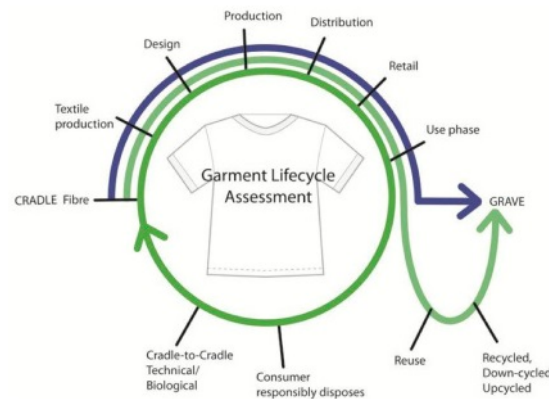 Production
Distribution
Design
Retail
Textile
production
Use phase
Garment Lifecycle
Assessment
CRADLE Fibre
GRAVE
Cradle-to-Cradle
Technical/
Biological
Consumer
responsibly disposes
Reuse
Recycled,
Down-cycled
Upcycled